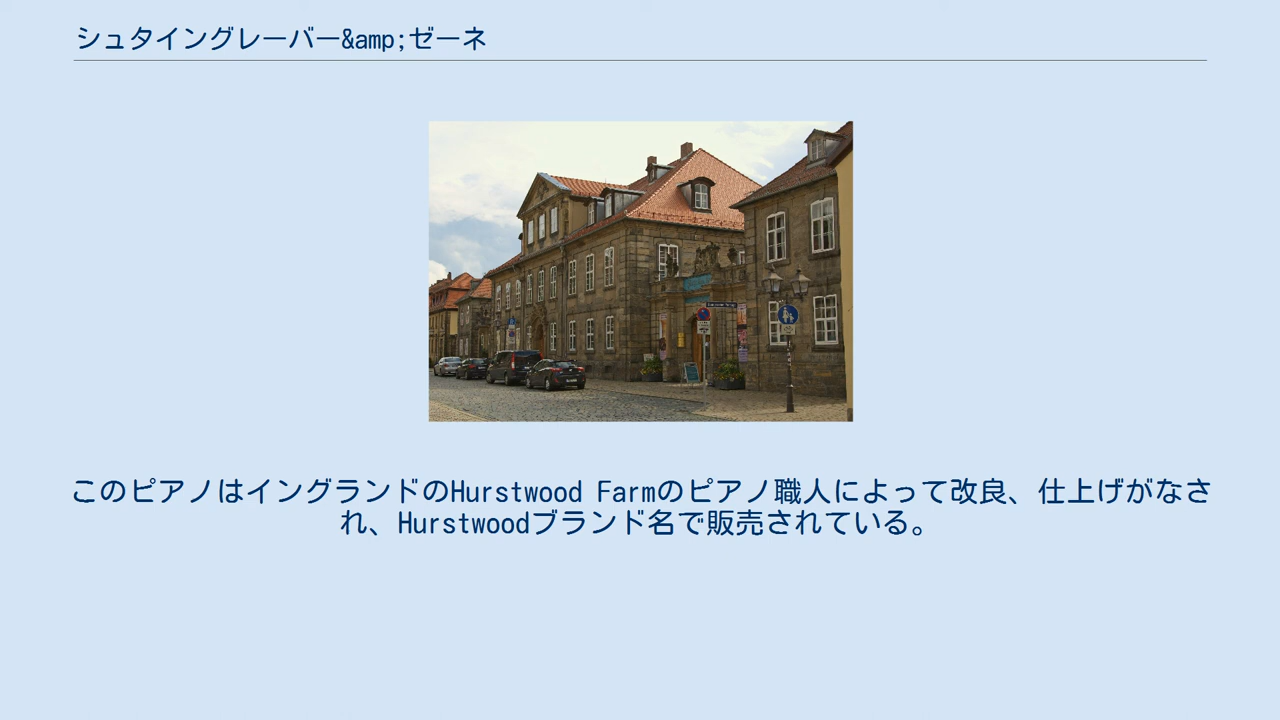 シュタイングレーバー&amp;ゼーネ
このピアノはイングランドのHurstwood Farmのピアノ職人によって改良、仕上げがなさ
れ、Hurstwoodブランド名で販売されている。